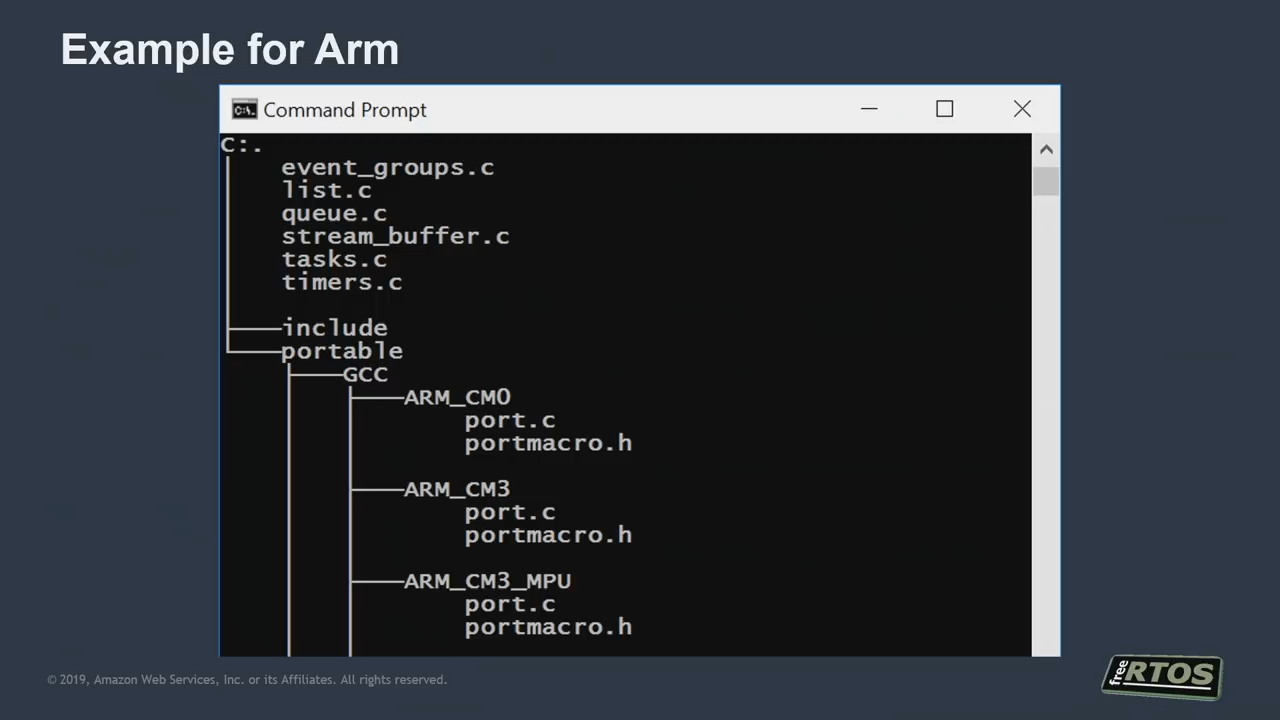 Example for Arm
Command Prompt
C:.
event_groups.c
list.c
queue.c
stream_buffer.c
tasks.c
timers.c
include
portable
GCC
ARM_CM0
port.c
portmacro.h
ARM_CM3
port.c
portmacro.h
ARM_CM3_MPU
port.c
portmacro.h
© 2019, Amazon Web Services, Inc. or its Affiliates. All rights reserved.
free RTOS